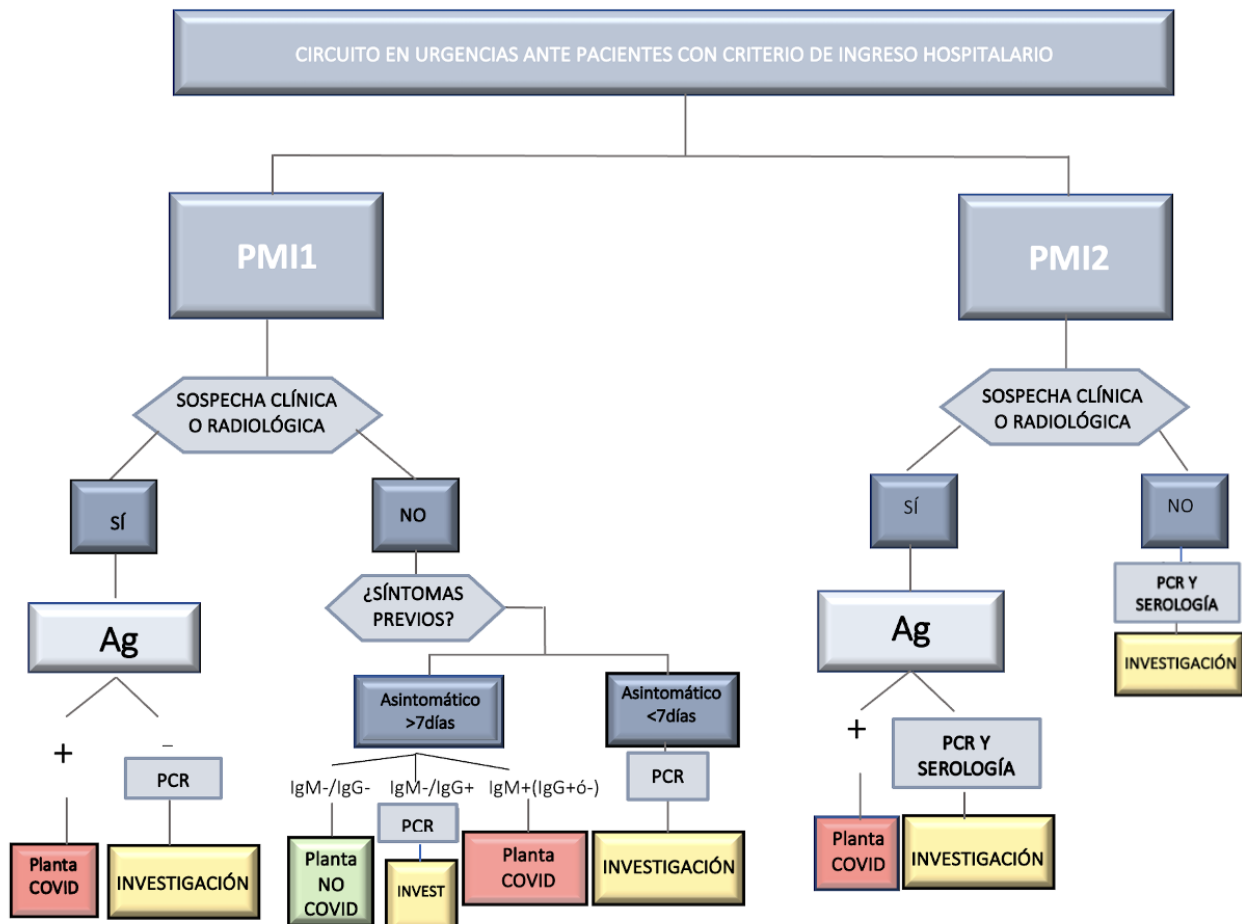 CIRCUITO EN URGENCIAS ANTE PACIENTES CON CRITERIO DE INGRESO HOSPITALARIO
PMI1
PMI2
SOSPECHA CLÍNICA
O RADIOLÓGICA
SOSPECHA CLÍNICA
O RADIOLÓGICA
SÍ
NO
SÍ
NO
Ag
¿SÍNTOMAS
PREVIOS?
Ag
PCR Y
SEROLOGÍA
INVESTIGACIÓN
Asintomático
>7días
Asintomático
<7días
+
–
PCR
IgM-/IgG-
IgM-/IgG+
IgM+(IgG+ó-)
PCR
PCR
+
PCR Y
SEROLOGÍA
Planta
COVID
INVESTIGACIÓN
Planta
NO
COVID
INVEST
Planta
COVID
INVESTIGACIÓN
Planta
COVID
INVESTIGACIÓN